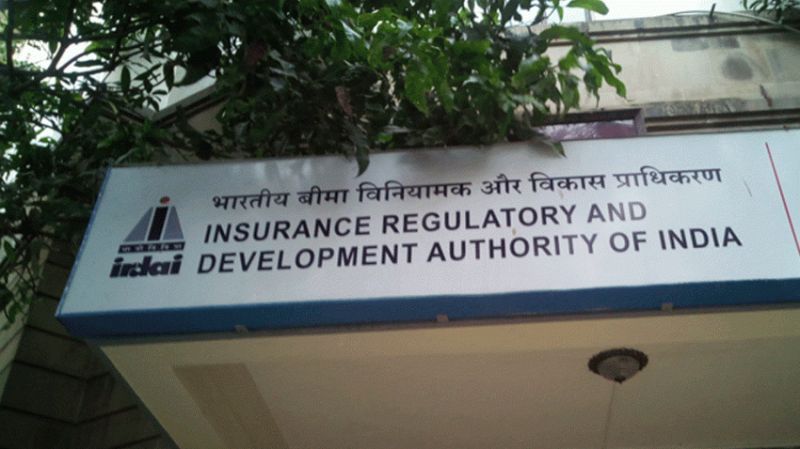 भारतीय बीमा विनियामक और विकास प्राधिकरण
INSURANCE REGULATORY AND
DEVELOPMENT AUTHORITY OF INDIA
irdai